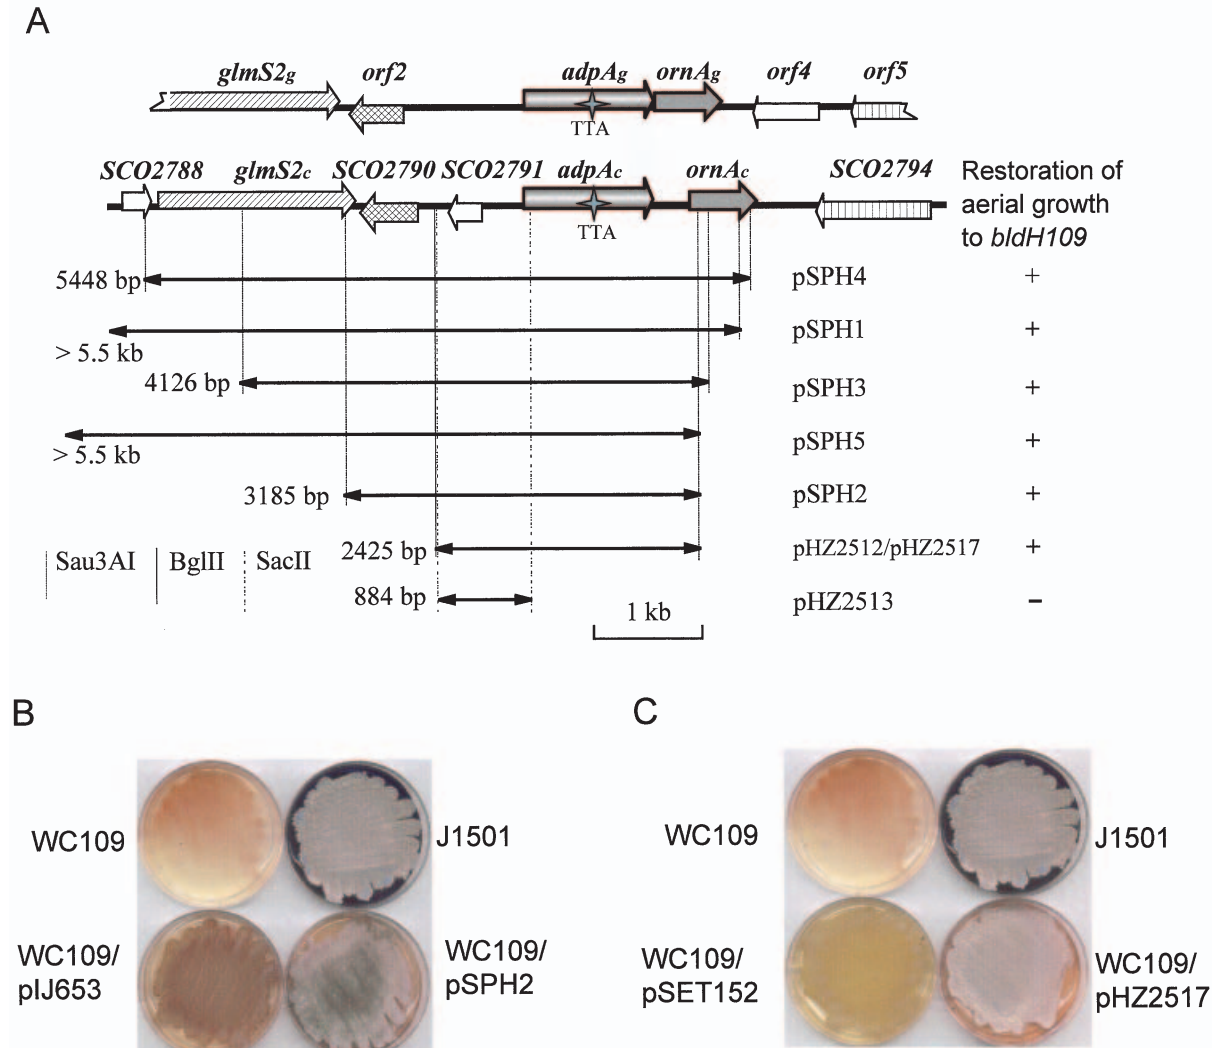 A
glmS2g orf2 adpAg ornAg orf4 orf5
TTA
SCO2788 glmS2c SCO2790 SCO2791 adpAc ornAc SCO2794
Restoration of
aerial growth
to bldH109
TTA
5448 bp pSPH4 +
pSPH1 +
> 5.5 kb
4126 bp pSPH3 +
pSPH5 +
> 5.5 kb
3185 bp pSPH2 +
Sau3AI BglII SacII 2425 bp pHZ2512/pHZ2517 +
884 bp pHZ2513 –
1 kb
B
WC109 J1501
WC109/
pIJ653
WC109/
pSPH2
C
WC109 J1501
WC109/
pSET152
WC109/
pHZ2517